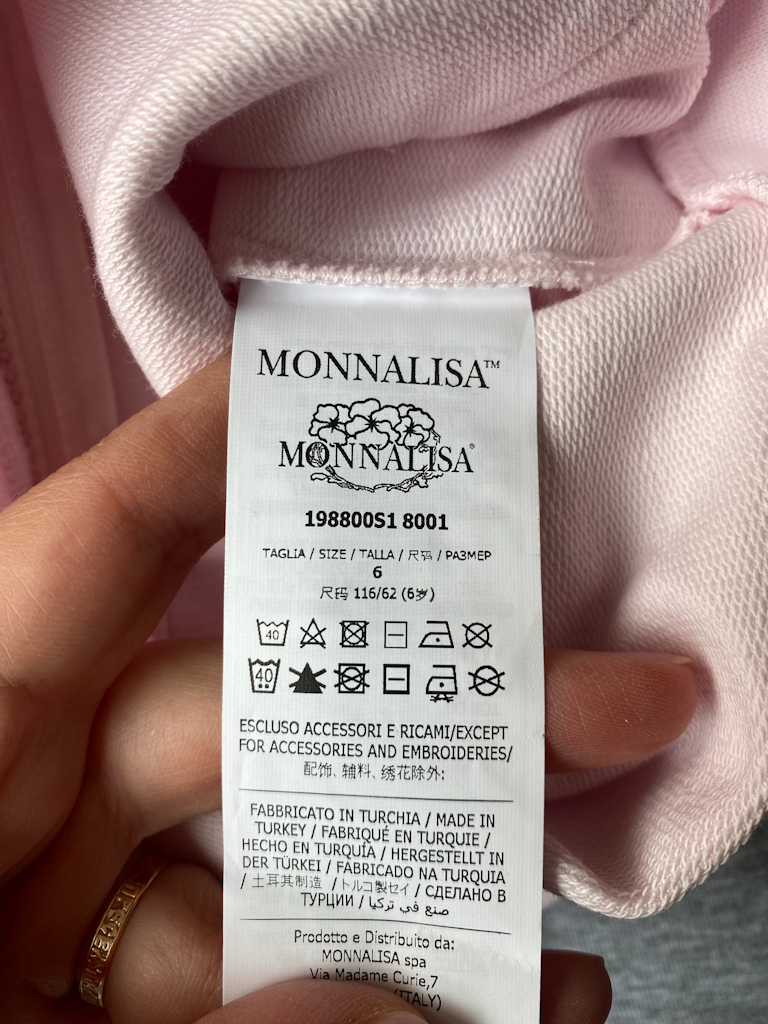 MONNALISA™
MONNALISA®
198800S1 8001
TAGLIA / SIZE / TALLA / 尺码 / РАЗМЕР
6
尺码 116/62 (6岁)
40
40
ESCLUSO ACCESSORI E RICAMI/EXCEPT
FOR ACCESSORIES AND EMBROIDERIES/
配饰、辅料、绣花除外:
FABBRICATO IN TURCHIA / MADE IN
TURKEY / FABRIQUÉ EN TURQUIE /
HECHO EN TURQUÍA / HERGESTELLT IN
DER TÜRKEI / FABRICADO NA TURQUIA
/ 土耳其制造 / トルコ製セイ / СДЕЛАНО В
ТУРЦИИ / صنع في تركيا
Prodotto e Distribuito da:
MONNALISA spa
Via Madame Curie,7
(ITALY)